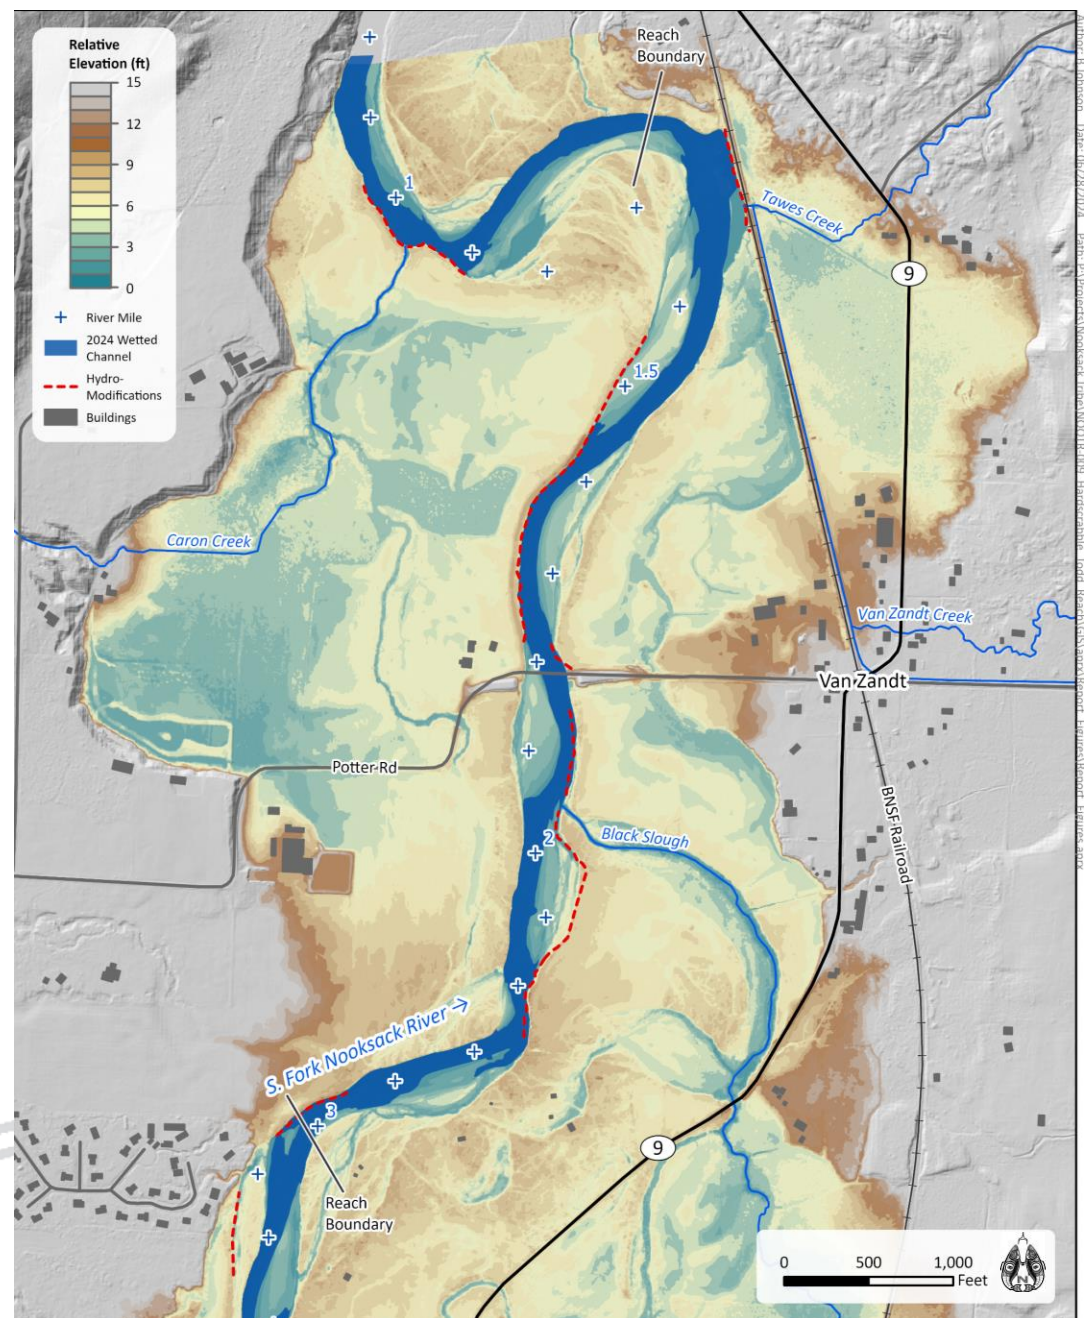 Relative
Elevation (ft)
15
12
9
6
3
0
River Mile
2024 Wetted
Channel
Hydro-
Modifications
Buildings
Reach
Boundary
1
Tawes Creek
9
1.5
Caron Creek
Van Zandt Creek
Van Zandt
Potter Rd
BNSF Railroad
2
Black Slough
S. Fork Nooksack River →
3
9
Reach
Boundary
0 500 1,000
Feet
N